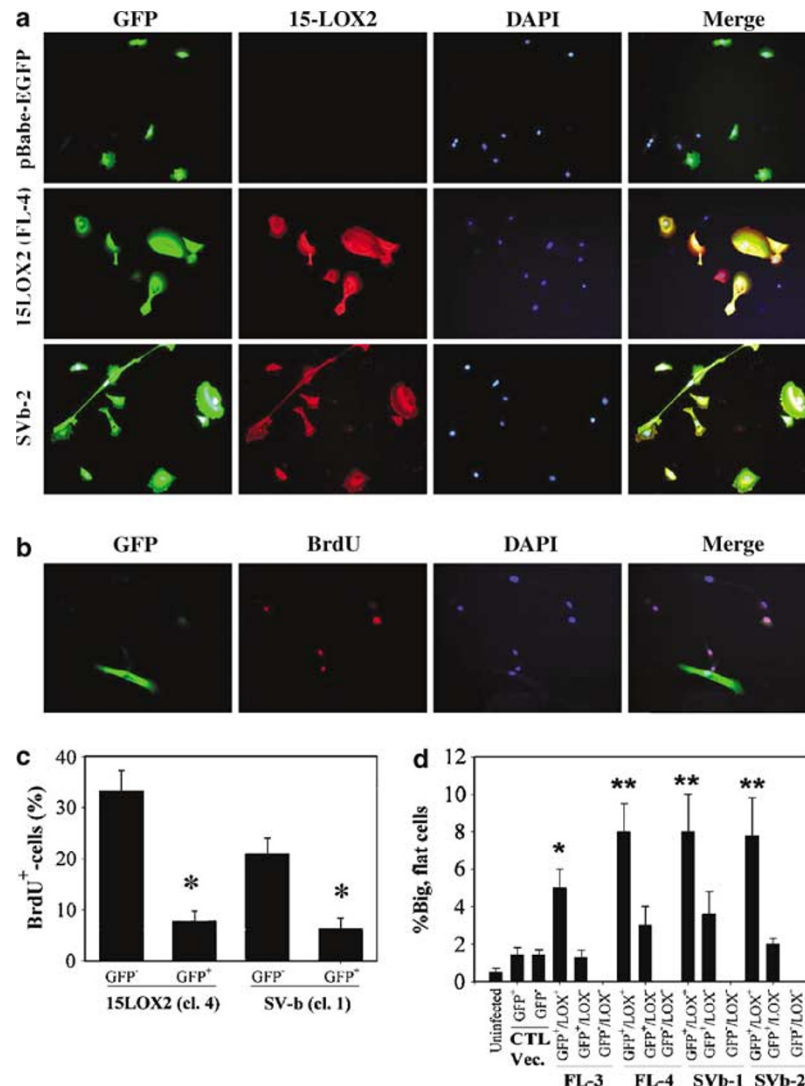 a
GFP 15-LOX2 DAPI Merge
pBabe-EGFP
15LOX2 (FL-4)
SVb-2
b
GFP BrdU DAPI Merge
c
BrdU+-cells (%)
40
30
20
10
0
* *
GFP- GFP+ GFP- GFP+
15LOX2 (cl. 4) SV-b (cl. 1)
d
%Big, flat cells
12
10
8
6
4
2
0
* ** ** **
Uninfected
GFP+
CTL
Vec.
GFP+/LOX+ GFP+/LOX- GFP-/LOX-
GFP+/LOX+ GFP+/LOX- GFP-/LOX-
GFP+/LOX- GFP-/LOX-
GFP+/LOX+ GFP+/LOX- GFP-/LOX-
FL-3 FL-4 SVb-1 SVb-2